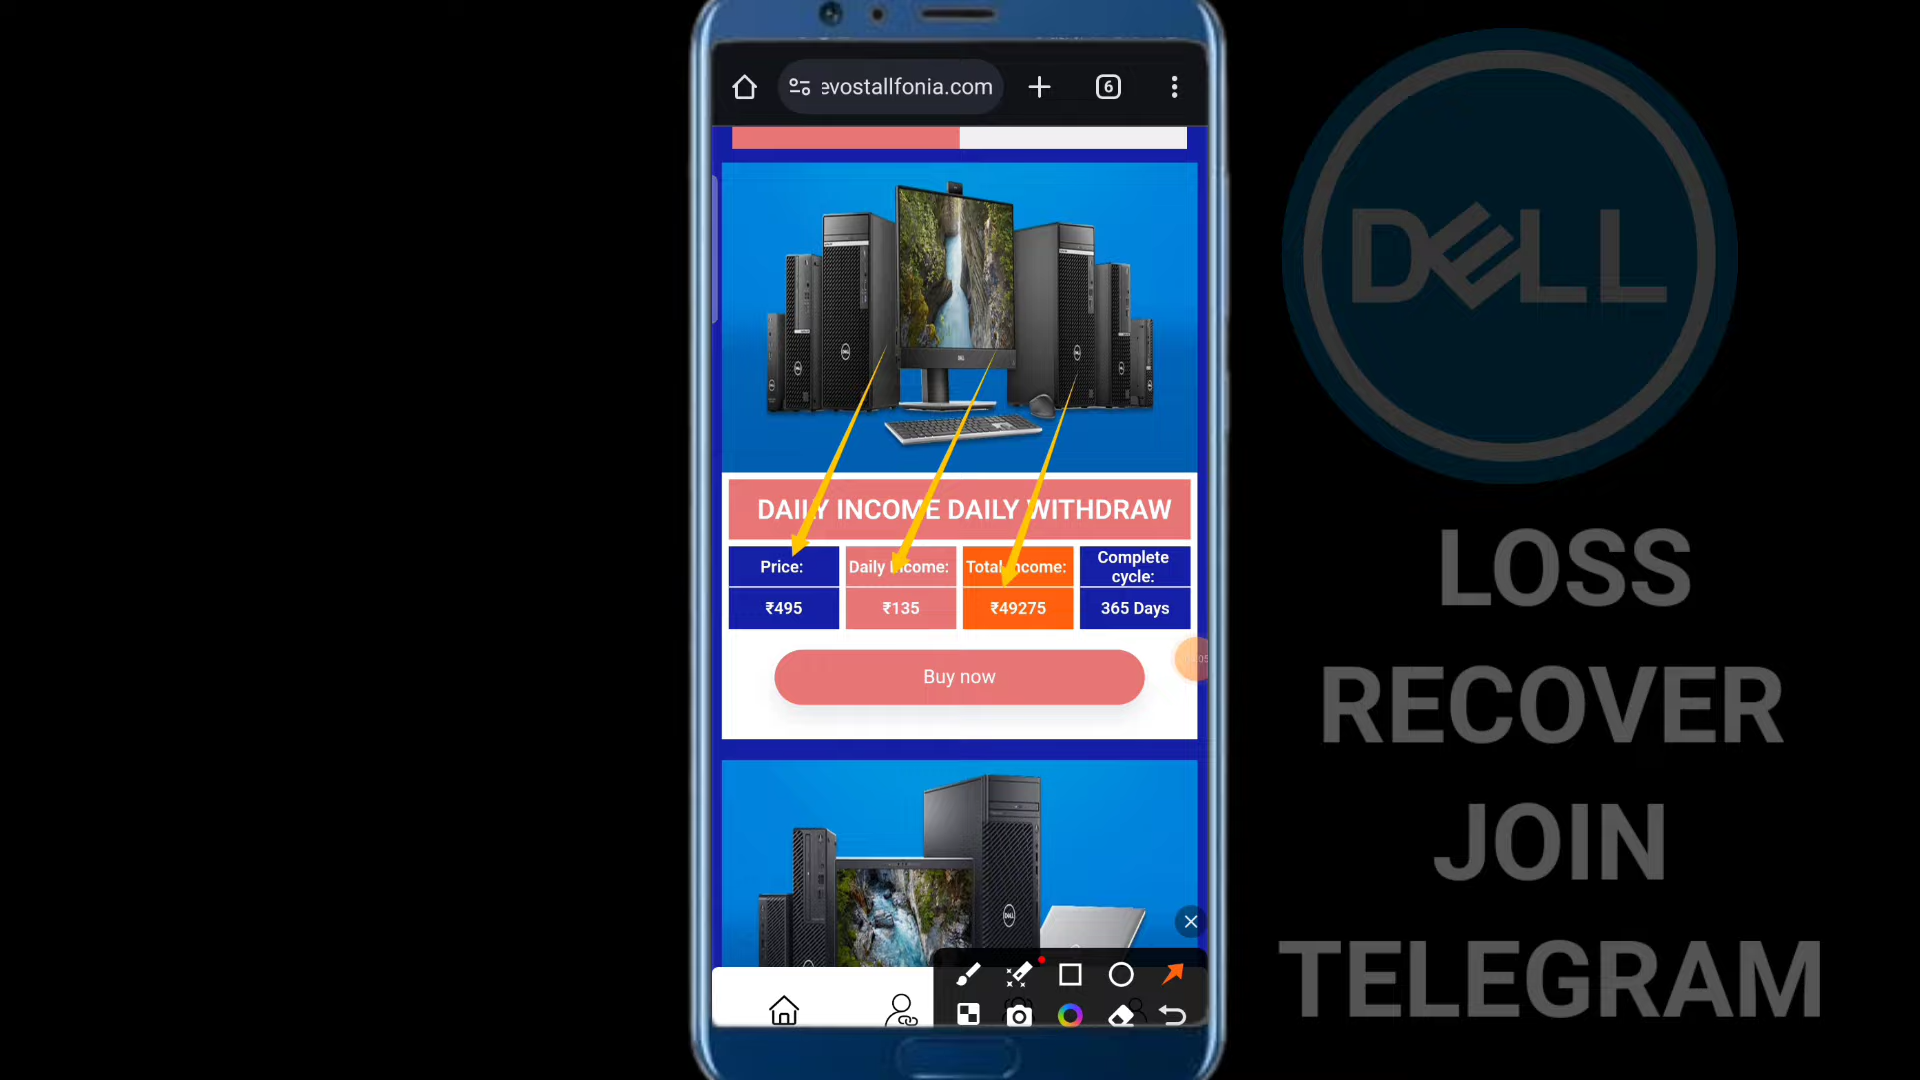 evostallfonia.com
6
DAILY INCOME DAILY WITHDRAW
Price: Daily Income: Total Income: Complete cycle:
₹495 ₹135 ₹49275 365 Days
Buy now
DELL
LOSS
RECOVER
JOIN
TELEGRAM